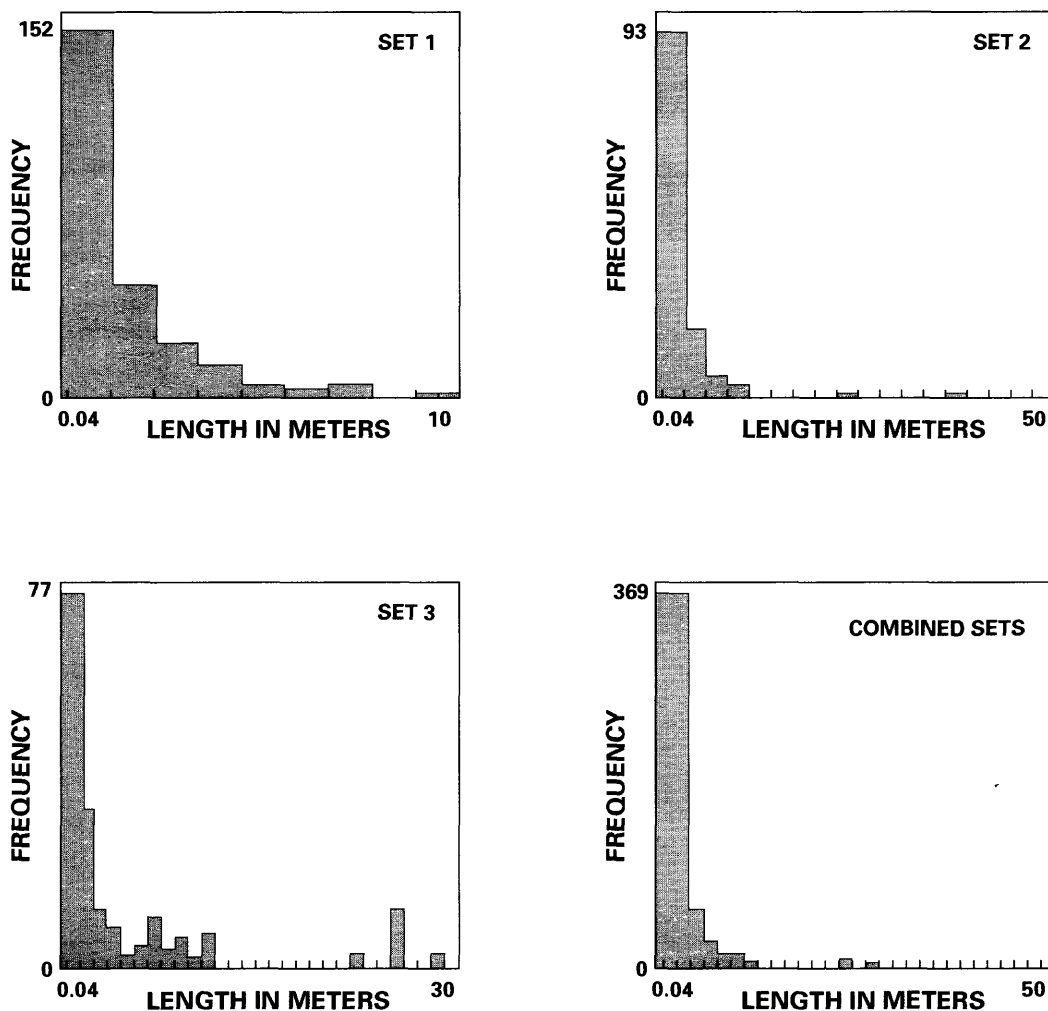 152
SET 1
FREQUENCY
0
0.04
10
LENGTH IN METERS
93
SET 2
FREQUENCY
0
0.04
50
LENGTH IN METERS
77
SET 3
FREQUENCY
0
0.04
30
LENGTH IN METERS
369
COMBINED SETS
FREQUENCY
0
0.04
50
LENGTH IN METERS